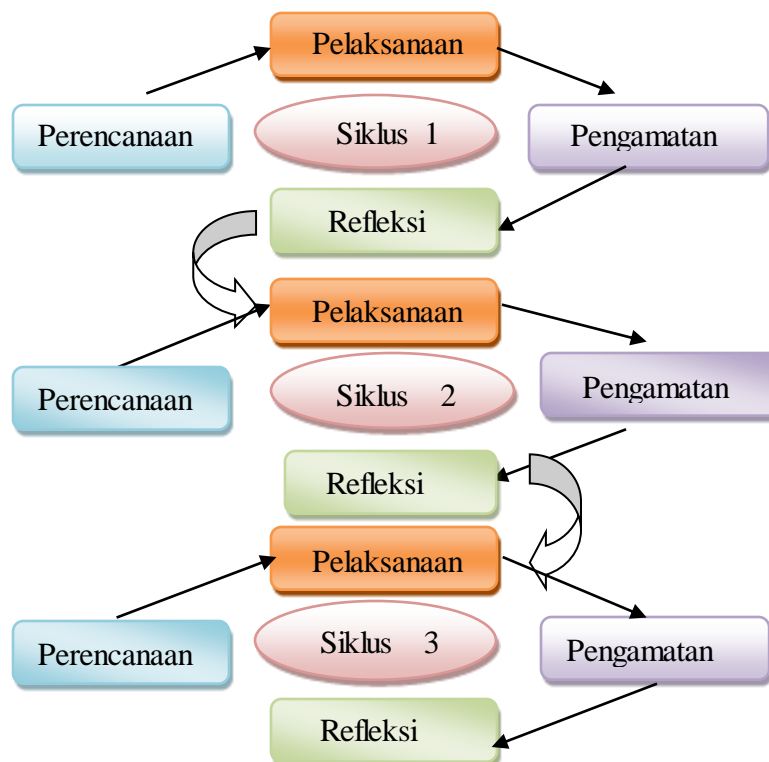 Pelaksanaan
Perencanaan
Siklus 1
Pengamatan
Refleksi
Pelaksanaan
Perencanaan
Siklus 2
Pengamatan
Refleksi
Pelaksanaan
Perencanaan
Siklus 3
Pengamatan
Refleksi